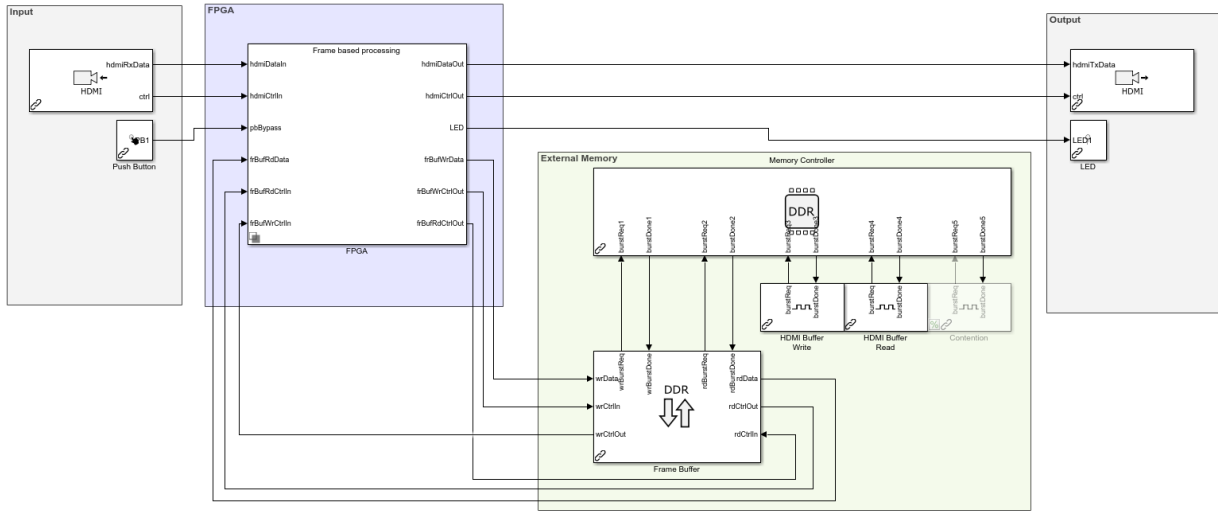 Input
hdmiRxData
HDMI
ctrl
PB1
Push Button
FPGA
Frame based processing
hdmiDataIn
hdmiDataOut
hdmiCtrlIn
hdmiCtrlOut
pbBypass
LED
frBufRdData
frBufWrData
frBufRdCtrlIn
frBufWrCtrlOut
frBufWrCtrlIn
frBufRdCtrlOut
FPGA
Output
hdmiTxData
HDMI
ctrl
LED1
LED
External Memory
Memory Controller
DDR
burstReq1
burstDone1
burstReq2
burstDone2
burstReq3
burstDone3
burstReq4
burstDone4
burstReq5
burstDone5
burstReq
burstDone
HDMI Buffer
Write
burstReq
burstDone
HDMI Buffer
Read
burstReq
burstDone
Contention
wrBurstReq
wrBurstDone
rdBurstReq
rdBurstDone
wrData
DDR
rdData
wrCtrlIn
rdCtrlOut
wrCtrlOut
rdCtrlIn
Frame Buffer